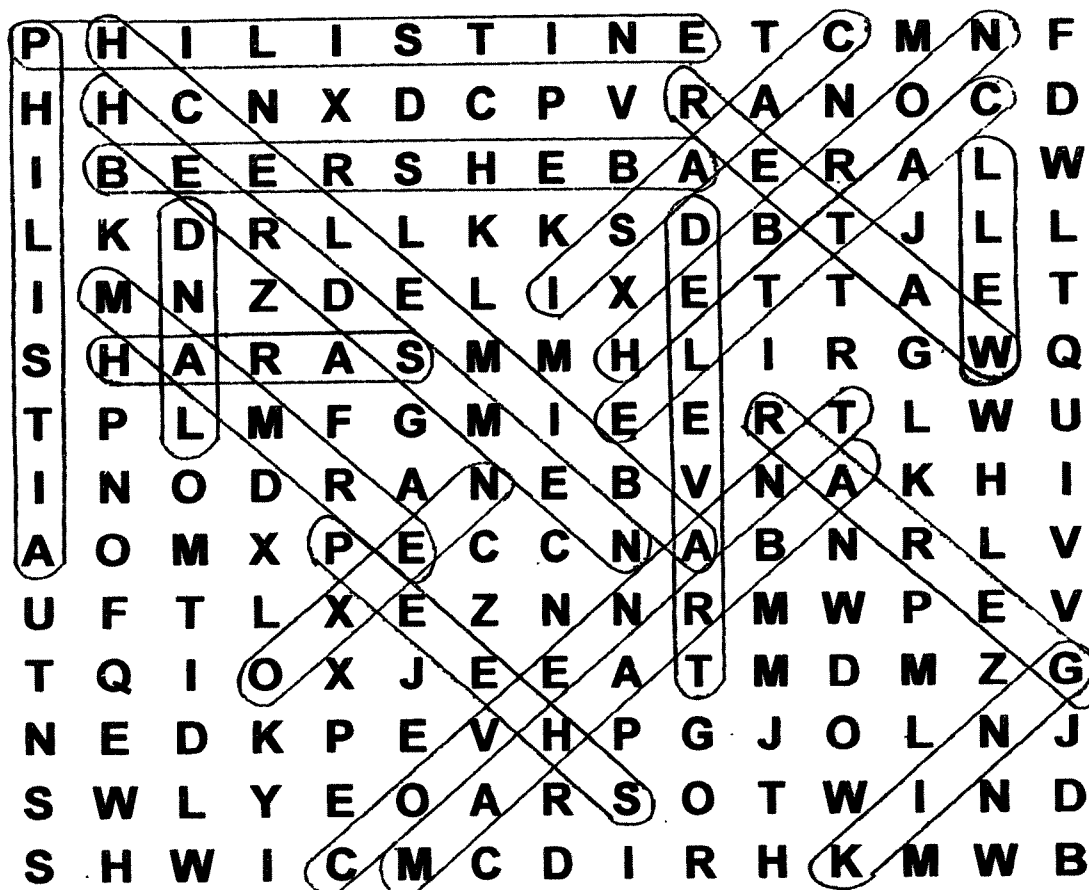 P H I L I S T I N E T C M N F
H H C N X D C P V R A N O C D
I B E E R S H E B A E R A L W
L K D R L L K K S D B T J L L
I M N Z D E L I X E T T A E T
S H A R A S M M H L I R G W Q
T P L M F G M I E E R T L W U
I N O D R A N E B V N A K H I
A O M X P E C C N A B N R L V
U F T L X E Z N N R M W P E V
T Q I O X J E E A T M D M Z G
N E D K P E V H P G J O L N J
S W L Y E O A R S O T W I N D
S H W I C M C D I R H K M W B